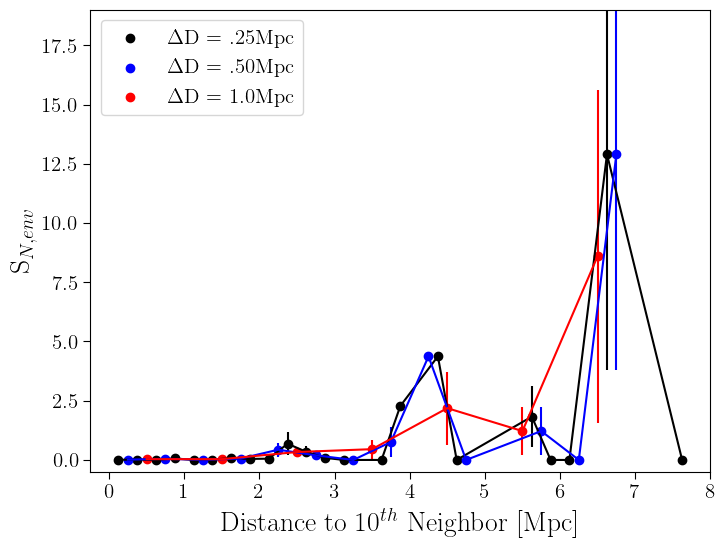 ΔD = .25Mpc
ΔD = .50Mpc
ΔD = 1.0Mpc
17.5
15.0
12.5
10.0
7.5
5.0
2.5
0.0
S_{N,env}
0 1 2 3 4 5 6 7 8
Distance to 10^{th} Neighbor [Mpc]